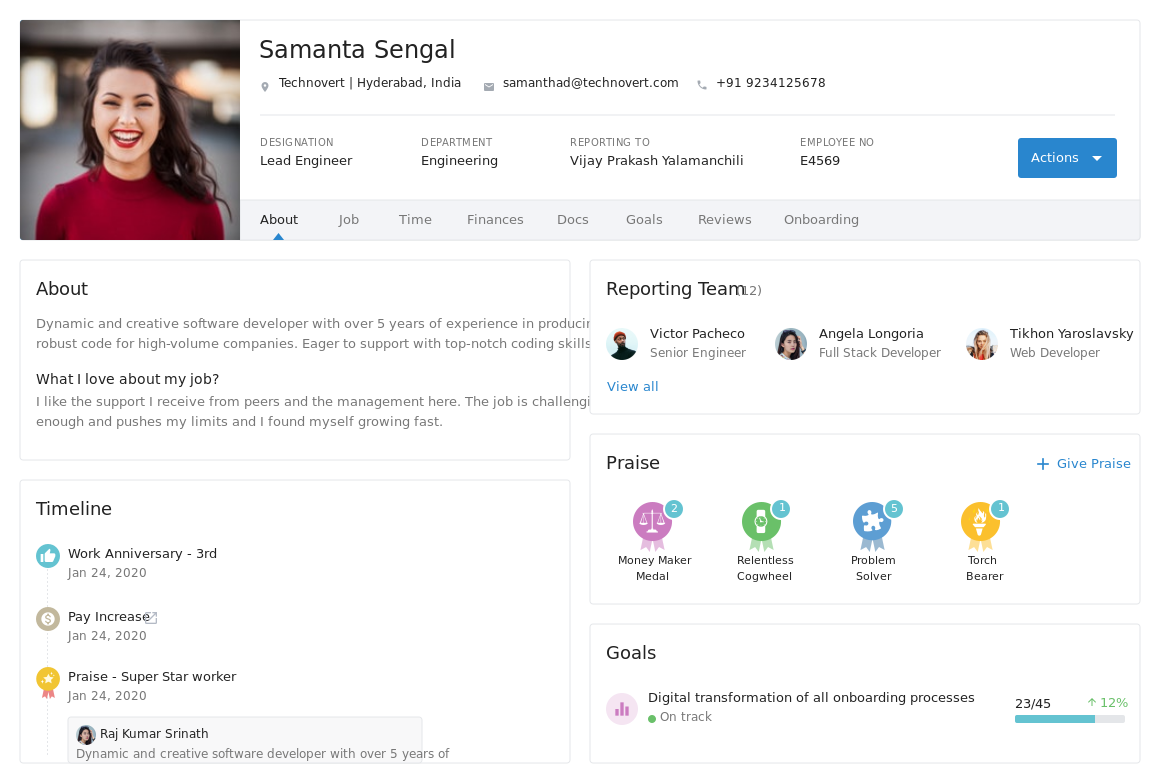 Samanta Sengal
Technovert | Hyderabad, India samanthad@technovert.com +91 9234125678
DESIGNATION DEPARTMENT REPORTING TO EMPLOYEE NO
Lead Engineer Engineering Vijay Prakash Yalamanchili E4569
Actions
About Job Time Finances Docs Goals Reviews Onboarding
About
Dynamic and creative software developer with over 5 years of experience in
robust code for high-volume companies. Eager to support with top-notch coding skills
What I love about my job?
I like the support I receive from peers and the management here. The job is
enough and pushes my limits and I found myself growing fast.
Timeline
Work Anniversary - 3rd
Jan 24, 2020
Pay Increase
Jan 24, 2020
Praise - Super Star worker
Jan 24, 2020
Raj Kumar Srinath
Dynamic and creative software developer with over 5 years of
Reporting Team (12)
Victor Pacheco
Senior Engineer
Angela Longoria
Full Stack Developer
Tikhon Yaroslavsky
Web Developer
View all
Praise
Give Praise
2 1 5 1
Money Maker
Medal
Relentless
Cogwheel
Problem
Solver
Torch
Bearer
Goals
Digital transformation of all onboarding processes
On track
23/45 12%